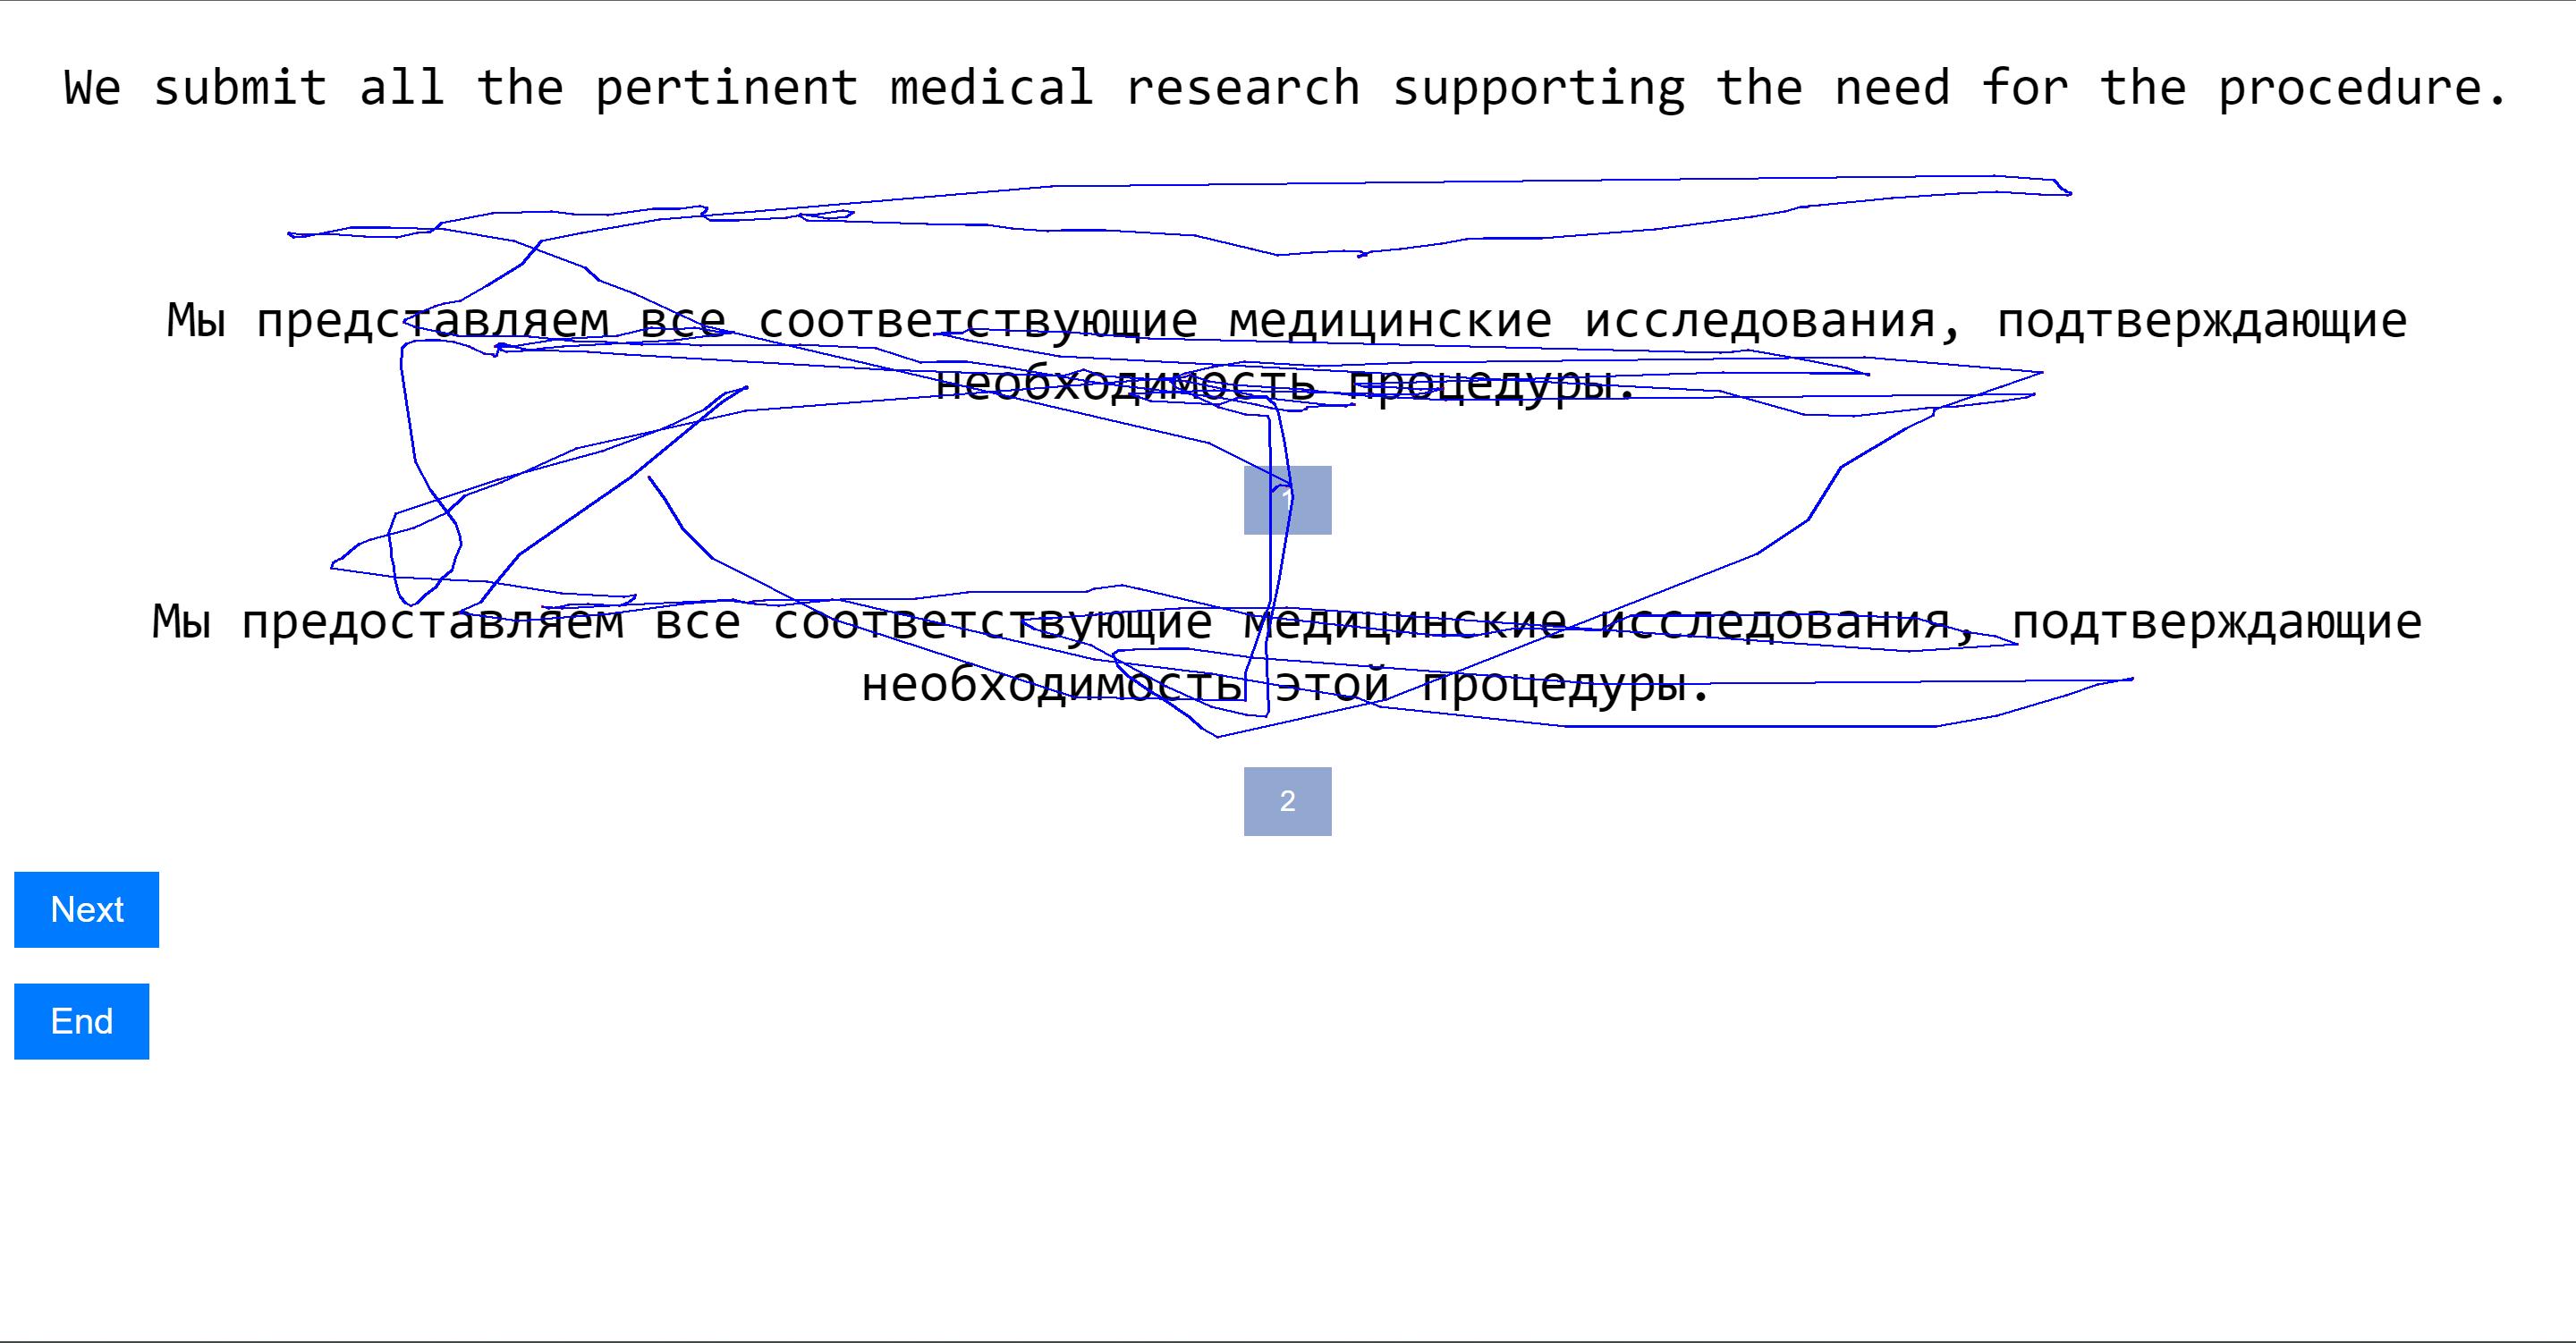 We submit all the pertinent medical research supporting the need for the procedure.
Мы представляем все соответствующие медицинские исследования, подтверждающие
необходимость процедуры.
1
Мы предоставляем все соответствующие медицинские исследования, подтверждающие
необходимость этой процедуры.
2
Next
End